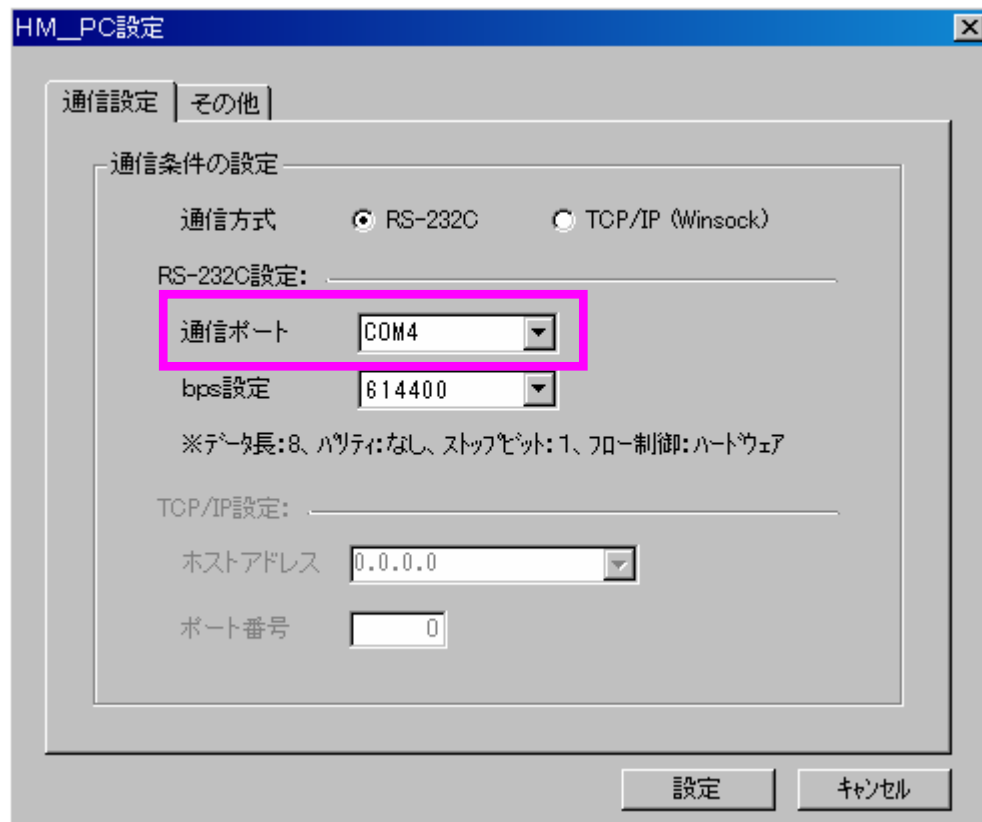 HM__PC設定
通信設定 その他
通信条件の設定
通信方式 RS-232C TCP/IP (Winsock)
RS-232C設定:
通信ポート COM4
bps設定 614400
※ﾃﾞｰﾀ長:8、ﾊﾟﾘﾃｨ:なし、ｽﾄｯﾌﾟﾋﾞｯﾄ:1、ﾌﾛｰ制御:ﾊｰﾄﾞｳｪｱ
TCP/IP設定:
ホストアドレス 0.0.0.0
ポート番号 0
設定 ｷｬﾝｾﾙ